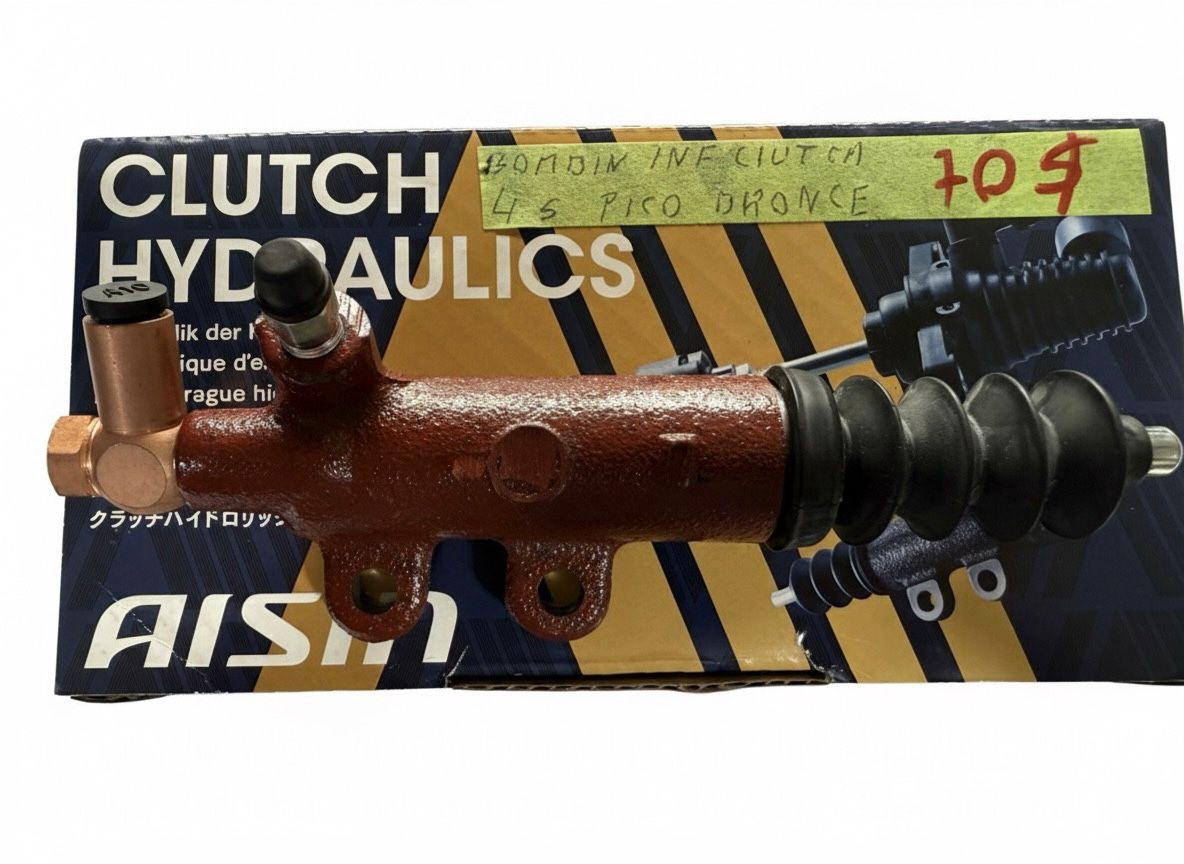 CLUTCH
HYDRAULICS
BOMBIN INF CLUTCH
4 s PICO BRONCE
70$
lik der
ique d'e
rague hi
クラッチハイドロリック
AISIN